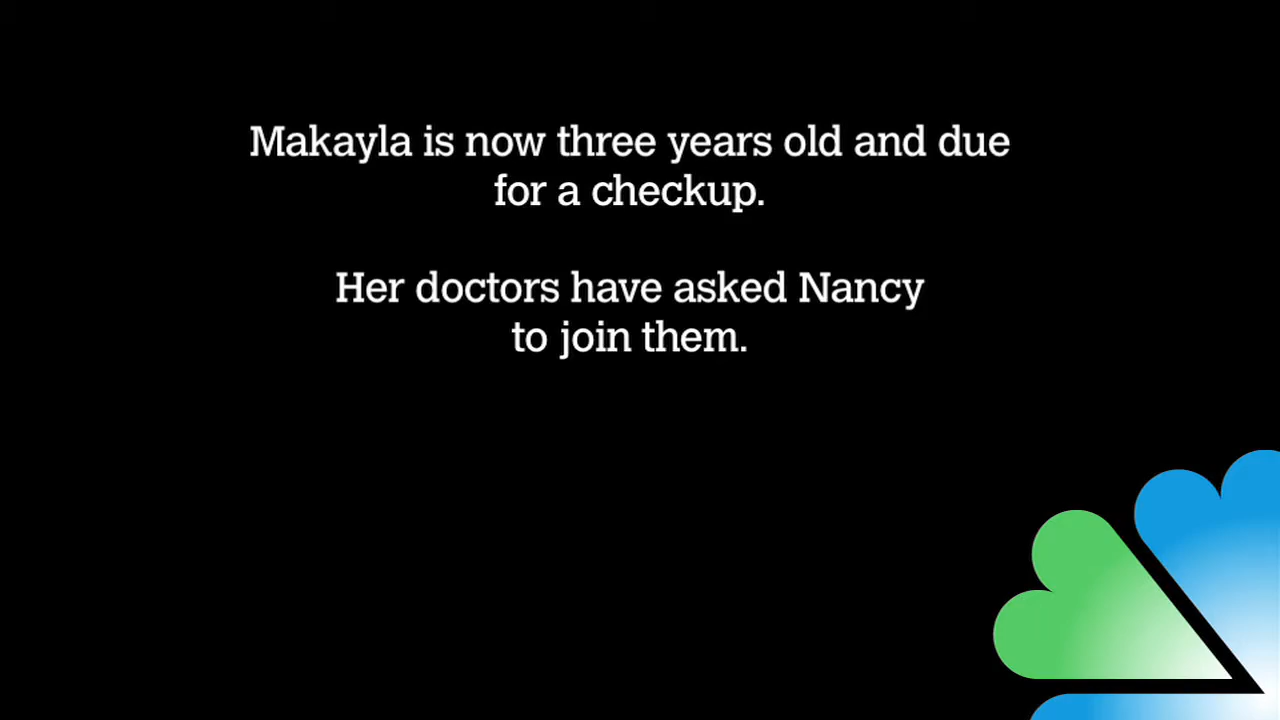 Makayla is now three years old and due
for a checkup.
Her doctors have asked Nancy
to join them.